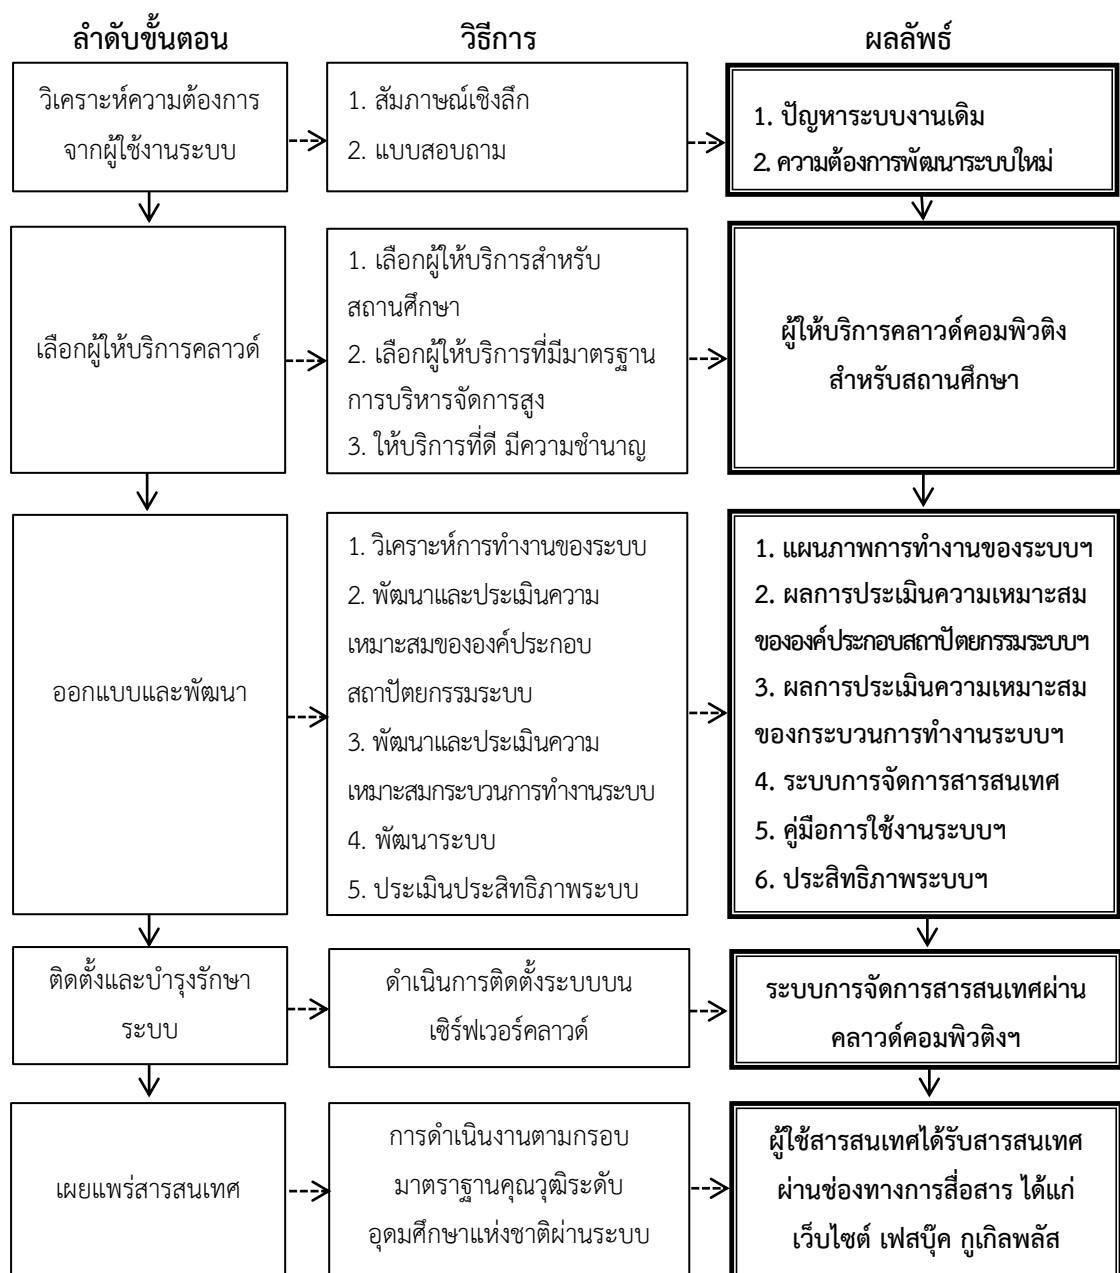 ลำดับขั้นตอน
วิธีการ
ผลลัพธ์
วิเคราะห์ความต้องการ
จากผู้ใช้งานระบบ
1. สัมภาษณ์เชิงลึก
2. แบบสอบถาม
1. ปัญหาระบบงานเดิม
2. ความต้องการพัฒนาระบบใหม่
เลือกผู้ให้บริการคลาวด์
1. เลือกผู้ให้บริการสำหรับ
สถานศึกษา
2. เลือกผู้ให้บริการที่มีมาตรฐาน
การบริหารจัดการสูง
3. ให้บริการที่ดี มีความชำนาญ
ผู้ให้บริการคลาวด์คอมพิวติง
สำหรับสถานศึกษา
ออกแบบและพัฒนา
1. วิเคราะห์การทำงานของระบบ
2. พัฒนาและประเมินความ
เหมาะสมขององค์ประกอบ
สถาปัตยกรรมระบบ
3. พัฒนาและประเมินความ
เหมาะสมกระบวนการทำงานระบบ
4. พัฒนาระบบ
5. ประเมินประสิทธิภาพระบบ
1. แผนภาพการทำงานของระบบฯ
2. ผลการประเมินความเหมาะสม
ขององค์ประกอบสถาปัตยกรรมระบบฯ
3. ผลการประเมินความเหมาะสม
ของกระบวนการทำงานระบบฯ
4. ระบบการจัดการสารสนเทศ
5. คู่มือการใช้งานระบบฯ
6. ประสิทธิภาพระบบฯ
ติดตั้งและบำรุงรักษา
ระบบ
ดำเนินการติดตั้งระบบบน
เซิร์ฟเวอร์คลาวด์
ระบบการจัดการสารสนเทศผ่าน
คลาวด์คอมพิวติงฯ
เผยแพร่สารสนเทศ
การดำเนินงานตามกรอบ
มาตราฐานคุณวุฒิระดับ
อุดมศึกษาแห่งชาติผ่านระบบ
ผู้ใช้สารสนเทศได้รับสารสนเทศ
ผ่านช่องทางการสื่อสาร ได้แก่
เว็บไซต์ เฟสบุ๊ค กูเกิลพลัส